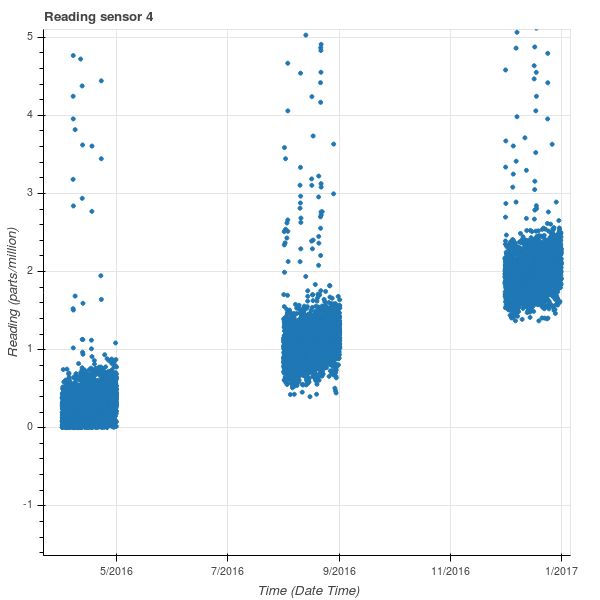 Reading sensor 4
5
4
3
2
1
0
-1
Reading (parts/million)
5/2016 7/2016 9/2016 11/2016 1/2017
Time (Date Time)